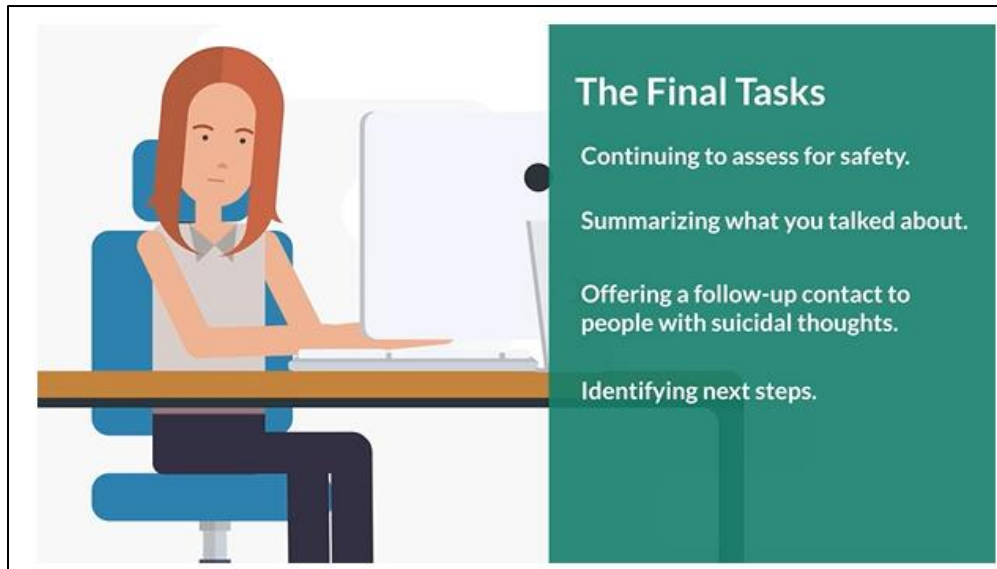 The Final Tasks
Continuing to assess for safety.
Summarizing what you talked about.
Offering a follow-up contact to
people with suicidal thoughts.
Identifying next steps.